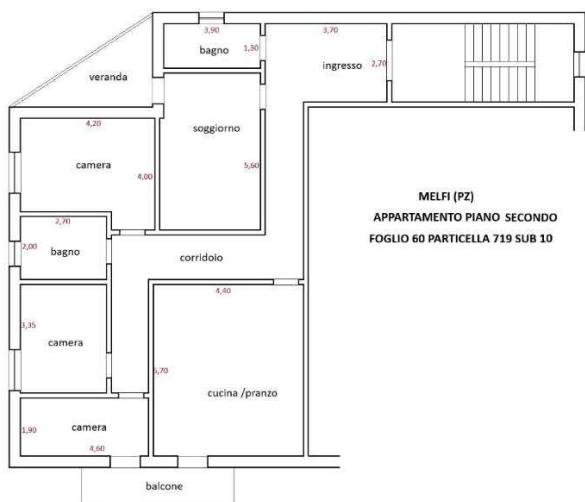 3,90
3,70
bagno
1,30
ingresso
2,70
veranda
4,20
soggiorno
camera
4,00
5,60
MELFI (PZ)
APPARTAMENTO PIANO SECONDO
FOGLIO 60 PARTICELLA 719 SUB 10
2,70
2,00
bagno
corridoio
4,40
3,35
camera
5,70
cucina /pranzo
1,90
camera
4,60
balcone